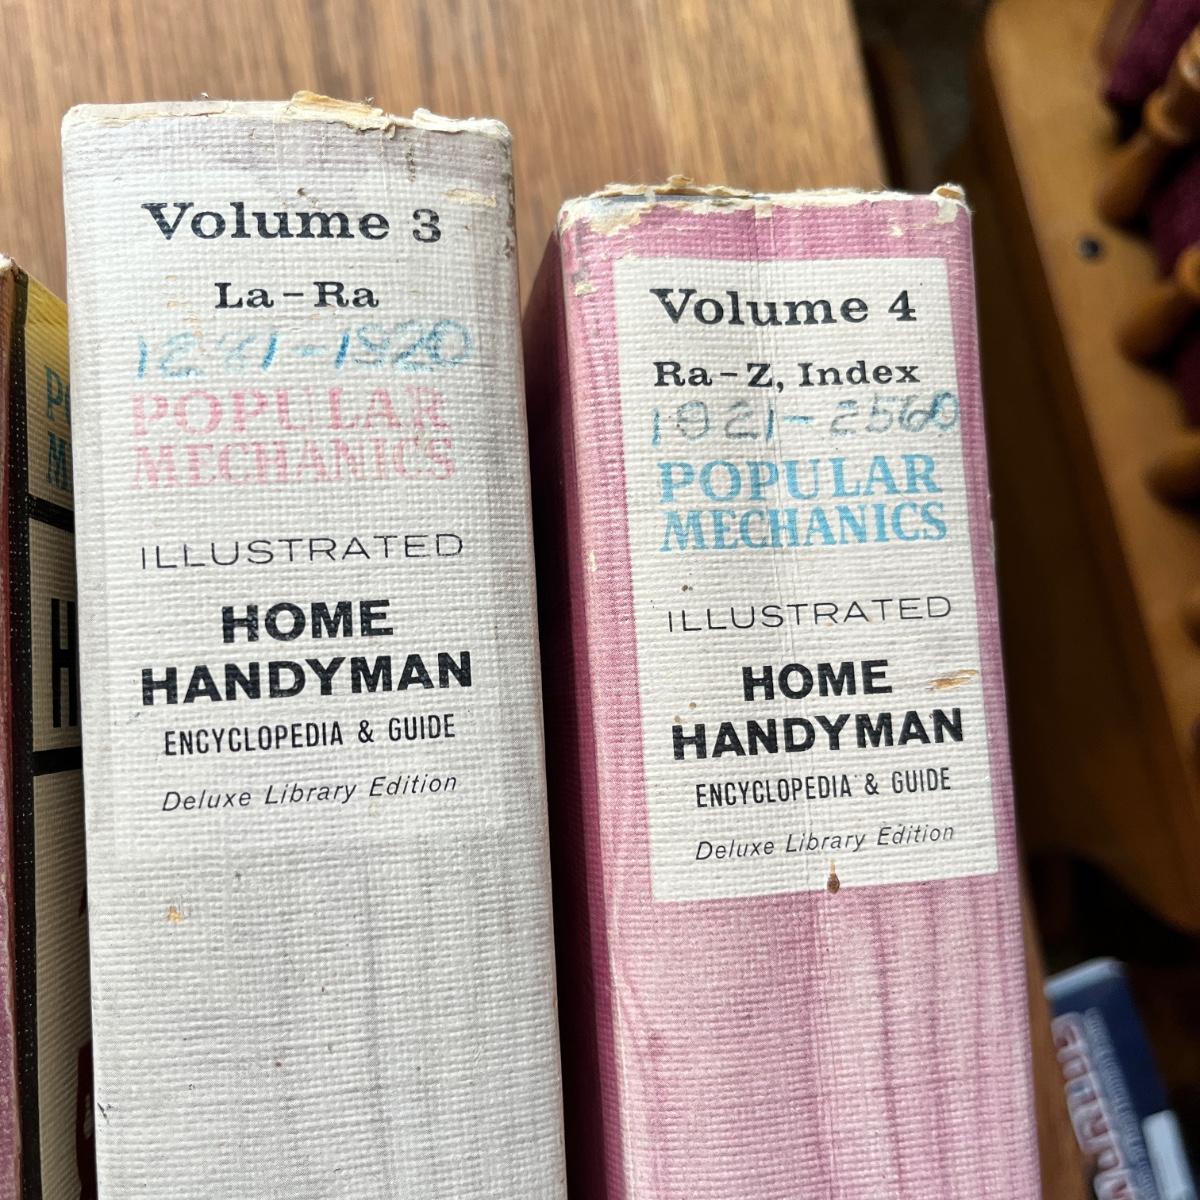 Volume 3
La-Ra
1281-1920
POPULAR
MECHANICS
ILLUSTRATED
HOME
HANDYMAN
ENCYCLOPEDIA & GUIDE
Deluxe Library Edition
Volume 4
Ra-Z, Index
1921-2560
POPULAR
MECHANICS
ILLUSTRATED
HOME
HANDYMAN
ENCYCLOPEDIA & GUIDE
Deluxe Library Edition